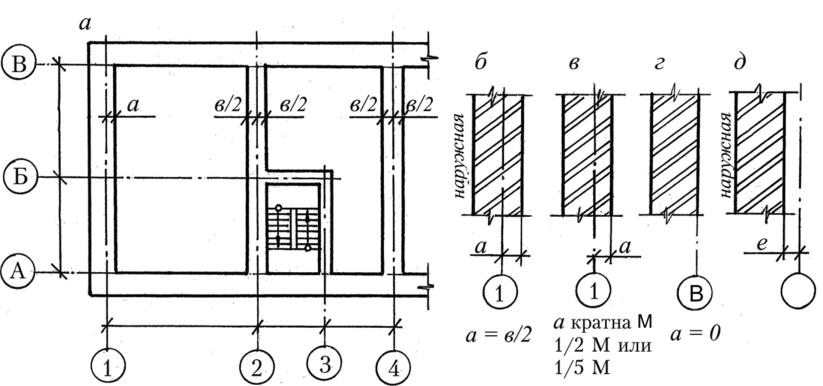 а
В
Б
А
а
в/2
в/2
в/2
в/2
1
2
3
4
б
в
г
д
наружная
наружная
а
а
е
1
1
В
а = в/2
а кратна М
1/2 М или
1/5 М
а = 0